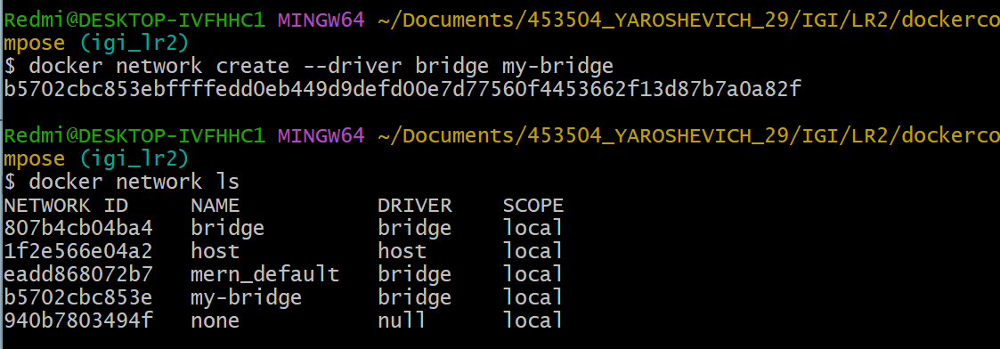 Redmi@DESKTOP-IVFHHC1 MINGW64 ~/Documents/453504_YAROSHEVICH_29/IGI/LR2/dockerco
mpose (igi_lr2)
$ docker network create --driver bridge my-bridge
b5702cbc853ebffffedd0eb449d9defd00e7d77560f4453662f13d87b7a0a82f
Redmi@DESKTOP-IVFHHC1 MINGW64 ~/Documents/453504_YAROSHEVICH_29/IGI/LR2/dockerco
mpose (igi_lr2)
$ docker network ls
NETWORK ID     NAME           DRIVER    SCOPE
807b4cb04ba4   bridge         bridge    local
1f2e566e04a2   host           host      local
eadd868072b7   mern_default   bridge    local
b5702cbc853e   my-bridge      bridge    local
940b7803494f   none           null      local